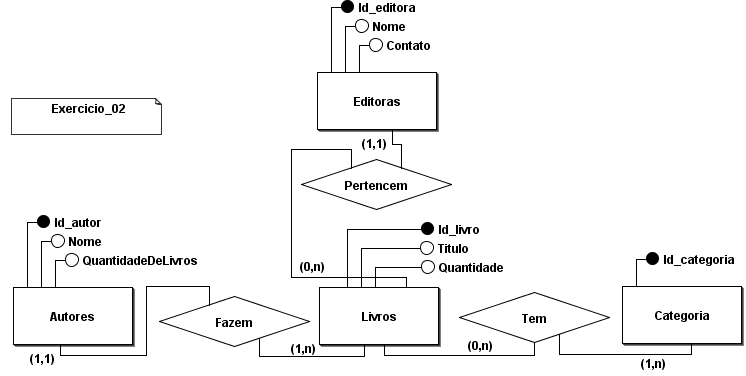 Id_editora
Nome
Contato
Editoras
Exercicio_02
(1,1)
Pertencem
Id_autor
Nome
QuantidadeDeLivros
(0,n)
Id_livro
Titulo
Quantidade
Id_categoria
Autores
Fazem
Livros
Tem
Categoria
(1,1)
(1,n)
(0,n)
(1,n)